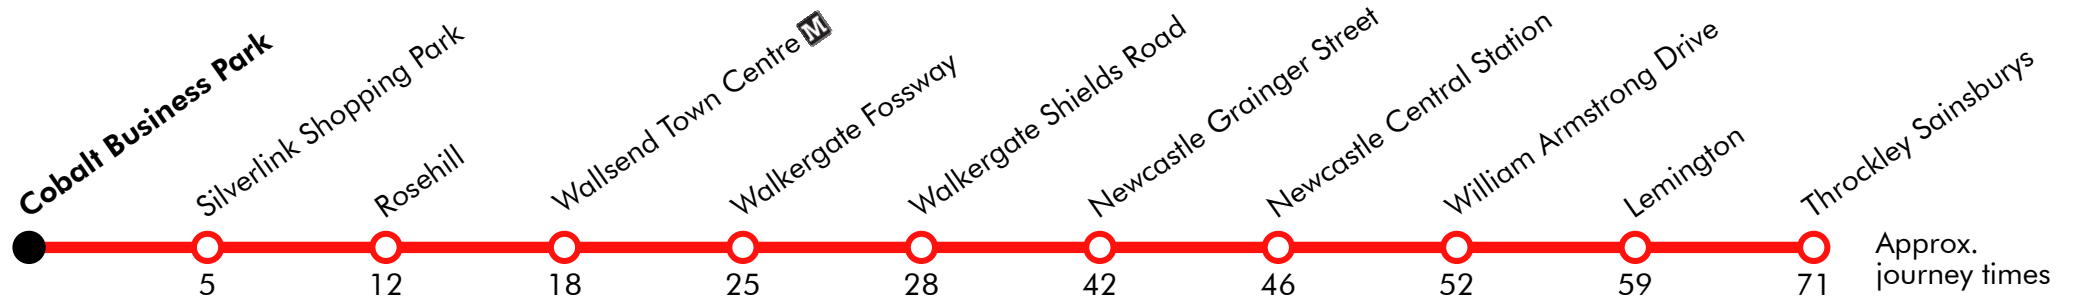 Cobalt Business Park
Silverlink Shopping Park
Rosehill
Wallsend Town Centre M
Walkergate Fossway
Walkergate Shields Road
Newcastle Grainger Street
Newcastle Central Station
William Armstrong Drive
Lemington
Throckley Sainsburys
5 12 18 25 28 42 46 52 59 71
Approx.
journey times